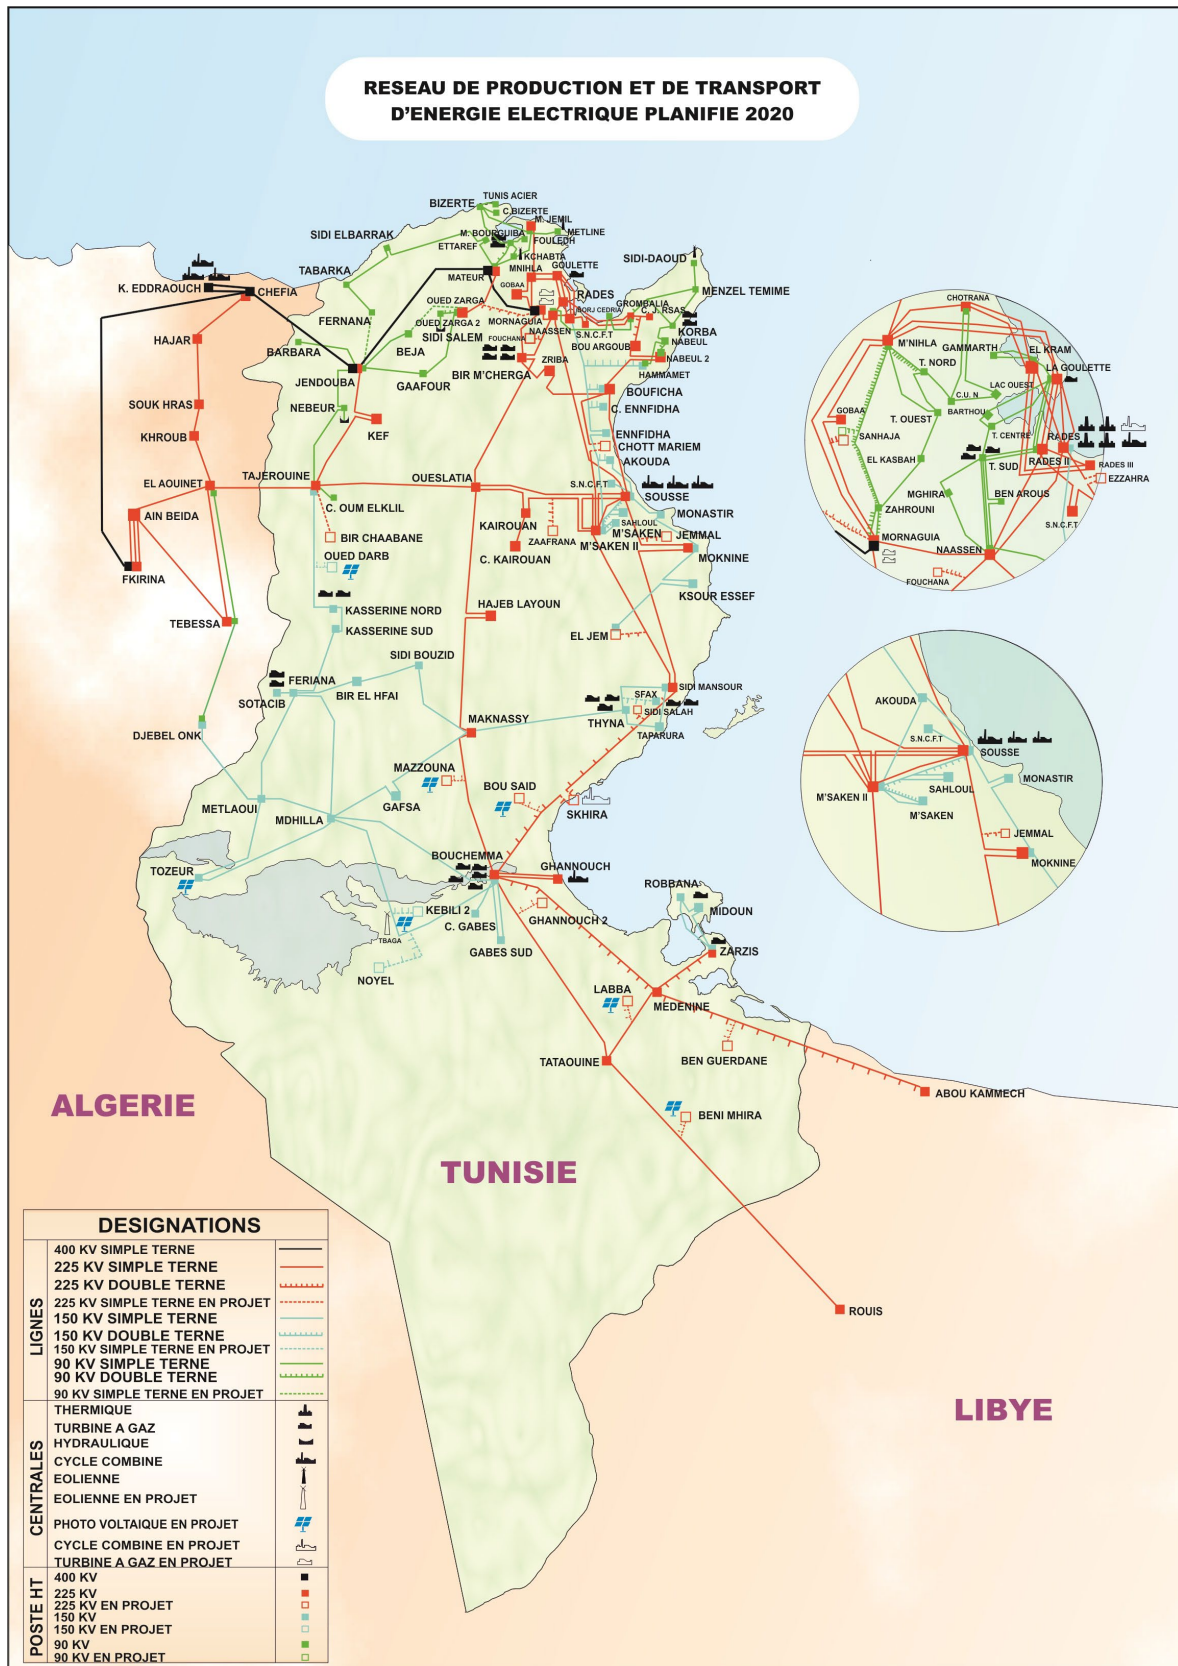 RESEAU DE PRODUCTION ET DE TRANSPORT
D'ENERGIE ELECTRIQUE PLANIFIE 2020
TUNIS ACIER
BIZERTE
C.BIZERTE
M. JEMIL
M. BOURGUIBA
METLINE
SIDI ELBARRAK
ETTAREF
FOULEDH
KCHABTA
SIDI-DAOUD
TABARKA
MATEUR
MNIHLA
GOULETTE
K. EDDRAOUCH
CHEFIA
GOBAA
RADES
MENZEL TEMIME
OUED ZARGA
BORJ CEDRIA
GROMBALIA
C. J. RSAS
FERNANA
OUED ZARGA 2
MORNAGUIA
NAASSEN
S.N.C.F.T
KORBA
HAJAR
SIDI SALEM
FOUCHANA
BOU ARGOUB
NABEUL
BARBARA
BEJA
ZRIBA
NABEUL 2
JENDOUBA
GAAFOUR
BIR M'CHERGA
HAMMAMET
BOUFICHA
SOUK HRAS
NEBEUR
C. ENNFIDHA
KEF
KHROUB
ENNFIDHA
CHOTT MARIEM
AKOUDA
EL AOUINET
TAJEROUINE
OUESLATIA
S.N.C.F.T
SOUSSE
C. OUM ELKLIL
AIN BEIDA
KAIROUAN
SAHLOUL
MONASTIR
BIR CHAABANE
ZAAFRANA
M'SAKEN
JEMMAL
M'SAKEN II
OUED DARB
C. KAIROUAN
MOKNINE
FKIRINA
KSOUR ESSEF
KASSERINE NORD
HAJEB LAYOUN
TEBESSA
KASSERINE SUD
EL JEM
SIDI BOUZID
FERIANA
SIDI MANSOUR
SOTACIB
BIR EL HFAI
SFAX
SIDI SALAH
THYNA
MAKNASSY
TAPARURA
DJEBEL ONK
MAZZOUNA
BOU SAID
METLAOUI
GAFSA
SKHIRA
MDHILLA
BOUCHEMMA
GHANNOUCH
TOZEUR
ROBBANA
MIDOUN
KEBILI 2
GHANNOUCH 2
C. GABES
TBAGA
GABES SUD
ZARZIS
NOYEL
LABBA
MEDENINE
TATAOUINE
BEN GUERDANE
ABOU KAMMECH
BENI MHIRA
ROUIS
ALGERIE
TUNISIE
LIBYE
CHOTRANA
M'NIHLA
GAMMARTH
EL KRAM
T. NORD
LA GOULETTE
LAC OUEST
C.U. N
GOBAA
T. OUEST
BARTHOU
SANHAJA
T. CENTRE
RADES
EL KASBAH
T. SUD
RADES II
RADES III
EZZAHRA
MGHIRA
BEN AROUS
ZAHROUNI
S.N.C.F.T
MORNAGUIA
NAASSEN
FOUCHANA
AKOUDA
S.N.C.F.T
SOUSSE
MONASTIR
M'SAKEN II
SAHLOUL
M'SAKEN
JEMMAL
MOKNINE
DESIGNATIONS
LIGNES
400 KV SIMPLE TERNE
225 KV SIMPLE TERNE
225 KV DOUBLE TERNE
225 KV SIMPLE TERNE EN PROJET
150 KV SIMPLE TERNE
150 KV DOUBLE TERNE
150 KV SIMPLE TERNE EN PROJET
90 KV SIMPLE TERNE
90 KV DOUBLE TERNE
90 KV SIMPLE TERNE EN PROJET
CENTRALES
THERMIQUE
TURBINE A GAZ
HYDRAULIQUE
CYCLE COMBINE
EOLIENNE
EOLIENNE EN PROJET
PHOTO VOLTAIQUE EN PROJET
CYCLE COMBINE EN PROJET
TURBINE A GAZ EN PROJET
POSTE HT
400 KV
225 KV
225 KV EN PROJET
150 KV
150 KV EN PROJET
90 KV
90 KV EN PROJET